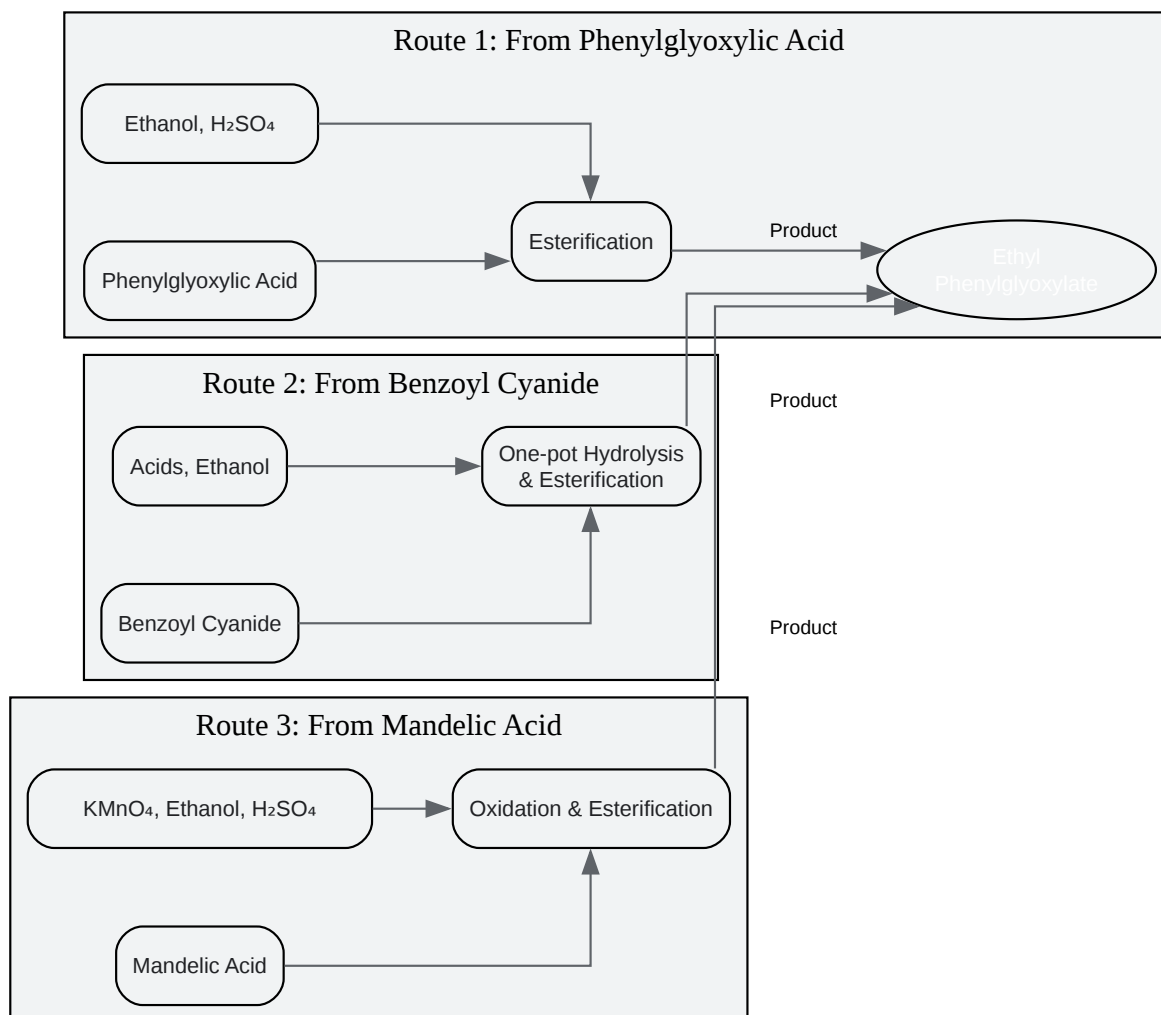 Route 1: From Phenylglyoxylic Acid
Ethanol, H₂SO₄
Phenylglyoxylic Acid
Esterification
Product
Ethyl
Phenylglyoxylate
Route 2: From Benzoyl Cyanide
Acids, Ethanol
One-pot Hydrolysis
& Esterification
Product
Benzoyl Cyanide
Product
Route 3: From Mandelic Acid
KMnO₄, Ethanol, H₂SO₄
Oxidation & Esterification
Mandelic Acid